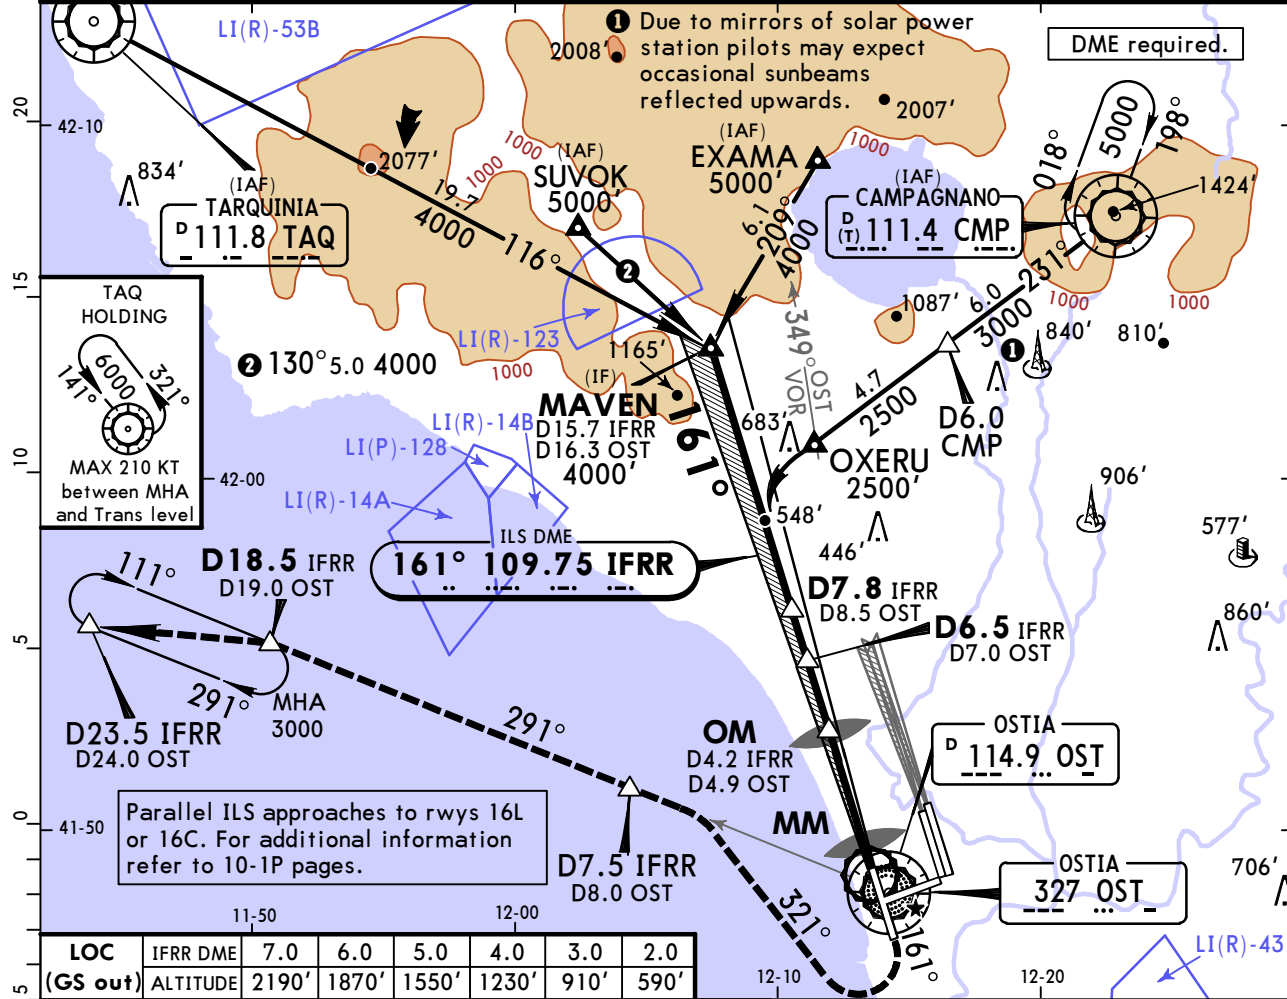 LI(R)-53B
❶ Due to mirrors of solar power
station pilots may expect
occasional sunbeams
reflected upwards.
DME required.
2008'
2007'
20
42-10
834'
2077'
1000
1000
1000
(IAF)
SUVOK
5000'
(IAF)
EXAMA
5000'
018°
5000
198°
1424'
(IAF)
TARQUINIA
D 111.8 TAQ
19.7
4000
116°
6.1
209°
4000
(IAF)
CAMPAGNANO
D
(T) 111.4 CMP
231°
6.0
3000
1000
1000
15
TAQ
HOLDING
6000
141°
321°
MAX 210 KT
between MHA
and Trans level
❷
LI(R)-123
❷ 130° 5.0 4000
1000
1165'
(IF)
MAVEN
D15.7 IFRR
D16.3 OST
4000'
161°
349° OST
VOR
1087'
❶
840'
810'
4.7
2500
D6.0
CMP
683'
OXERU
2500'
LI(R)-14B
LI(P)-128
LI(R)-14A
10
42-00
906'
577'
548'
446'
ILS DME
161° 109.75 IFRR
111°
D18.5 IFRR
D19.0 OST
D7.8 IFRR
D8.5 OST
D6.5 IFRR
D7.0 OST
860'
5
291°
MHA
3000
D23.5 IFRR
D24.0 OST
291°
OM
D4.2 IFRR
D4.9 OST
OSTIA
D 114.9 OST
0
41-50
Parallel ILS approaches to rwys 16L
or 16C. For additional information
refer to 10-1P pages.
MM
D7.5 IFRR
D8.0 OST
OSTIA
327 OST
706'
321°
161°
11-50
12-00
12-10
12-20
LI(R)-43
5
LOC IFRR DME 7.0 6.0 5.0 4.0 3.0 2.0
(GS out) ALTITUDE 2190' 1870' 1550' 1230' 910' 590'